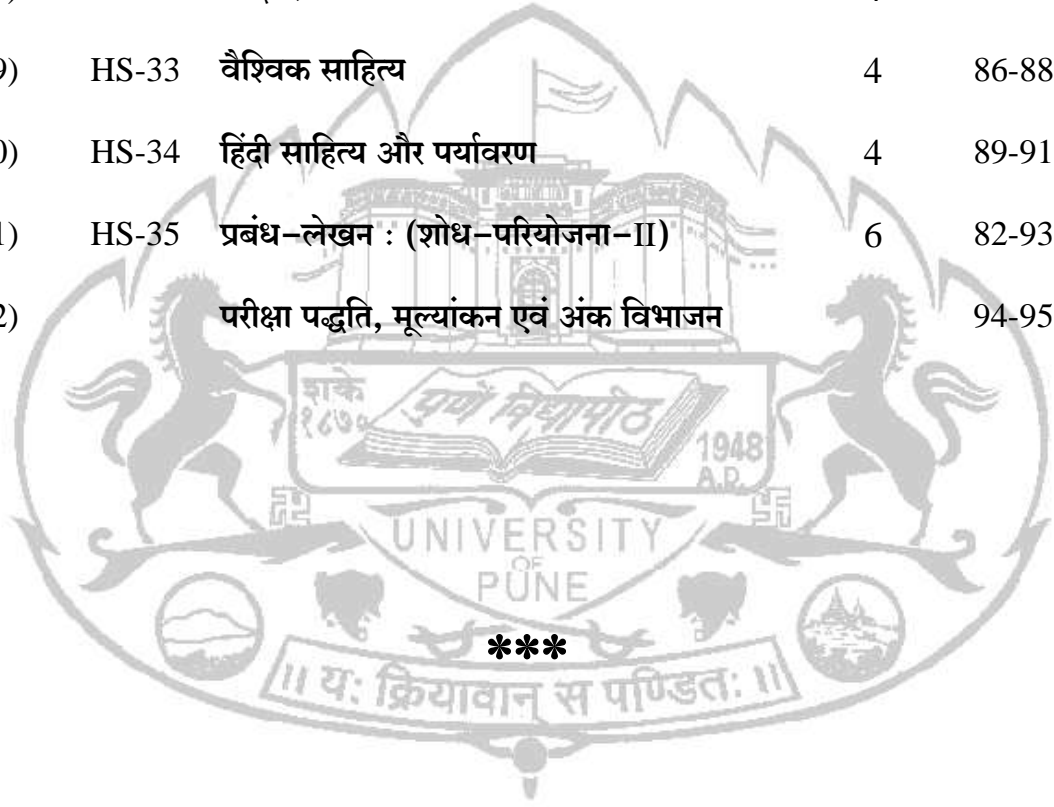 9) HS-33 वैश्विक साहित्य 4 86-88
0) HS-34 हिंदी साहित्य और पर्यावरण 4 89-91
1) HS-35 प्रबंध–लेखन : (शोध–परियोजना–II) 6 82-93
2) परीक्षा पद्धति, मूल्यांकन एवं अंक विभाजन 94-95
शके
१८७०
पुणें विद्यापीठ
1948
A.D.
UNIVERSITY
OF
PUNE
***
॥ यः क्रियावान् स पण्डितः ॥